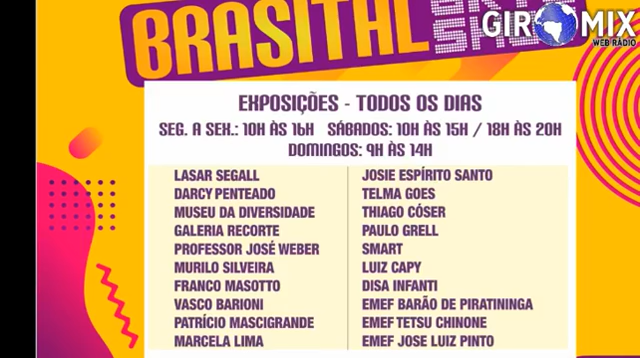 BRASITAL
GIROMIX
WEB RÁDIO
EXPOSIÇÕES - TODOS OS DIAS
SEG. A SEX.: 10H ÀS 16H SÁBADOS: 10H ÀS 15H / 18H ÀS 20H
DOMINGOS: 9H ÀS 14H
LASAR SEGALL
DARCY PENTEADO
MUSEU DA DIVERSIDADE
GALERIA RECORTE
PROFESSOR JOSÉ WEBER
MURILO SILVEIRA
FRANCO MASOTTO
VASCO BARIONI
PATRÍCIO MASCIGRANDE
MARCELA LIMA
JOSIE ESPÍRITO SANTO
TELMA GOES
THIAGO CÓSER
PAULO GRELL
SMART
LUIZ CAPY
DISA INFANTI
EMEF BARÃO DE PIRATININGA
EMEF TETSU CHINONE
EMEF JOSE LUIZ PINTO